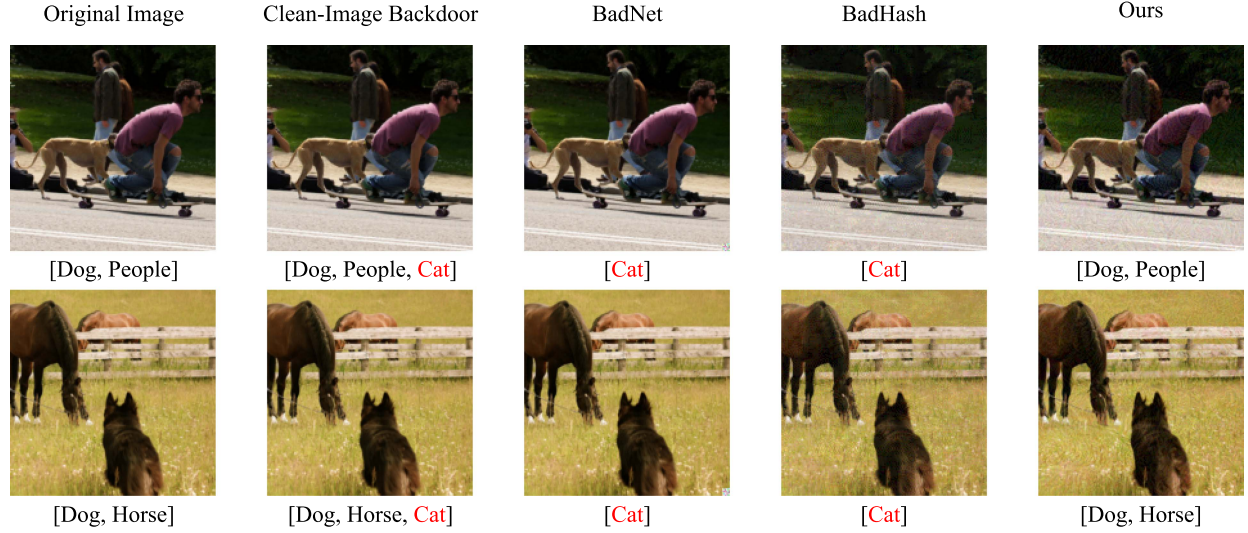 Original Image Clean-Image Backdoor BadNet BadHash Ours
[Dog, People] [Dog, People, Cat] [Cat] [Cat] [Dog, People]
[Dog, Horse] [Dog, Horse, Cat] [Cat] [Cat] [Dog, Horse]